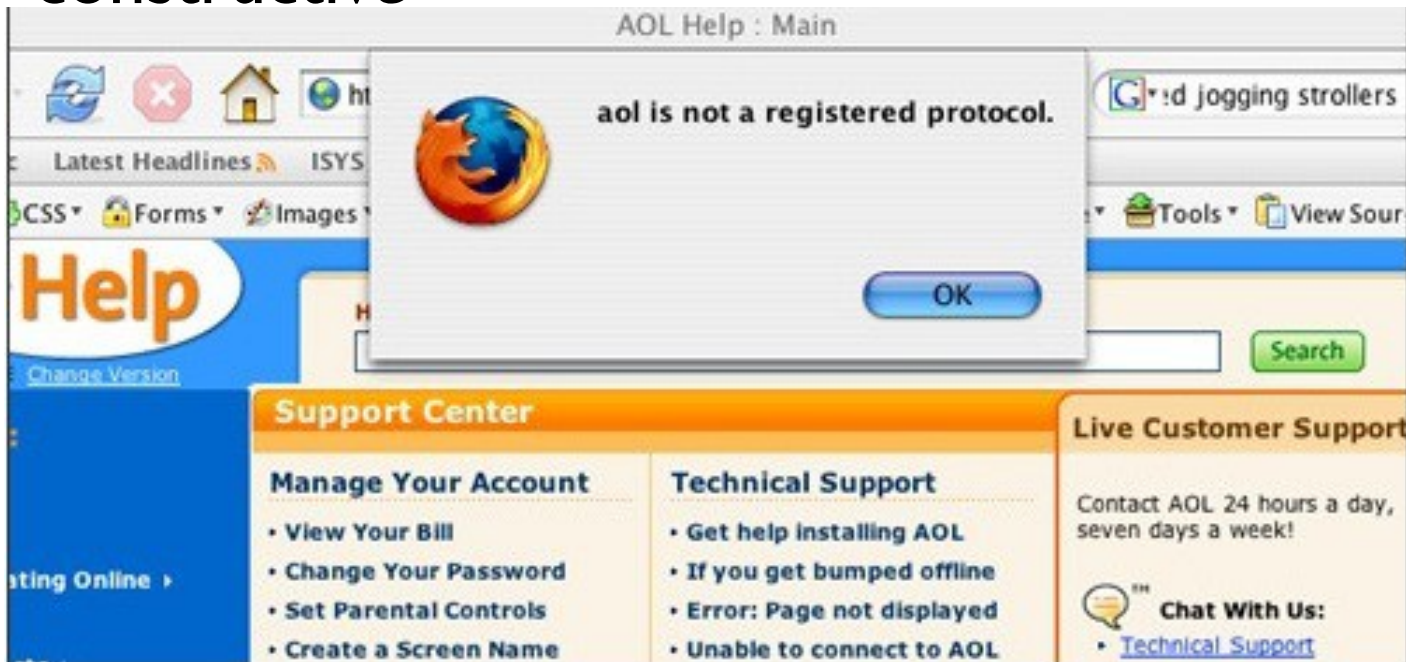 constructive
AOL Help : Main
ht
aol is not a registered protocol.
jogging strollers
Latest Headlines
ISYS
CSS
Forms
Images
Tools
View Sour
OK
Help
Change Version
H
Search
Support Center
Live Customer Support
Manage Your Account
Technical Support
Contact AOL 24 hours a day,
seven days a week!
• View Your Bill
• Get help installing AOL
• Change Your Password
• If you get bumped offline
ating Online
• Set Parental Controls
• Error: Page not displayed
™ Chat With Us:
• Create a Screen Name
• Unable to connect to AOL
• Technical Support